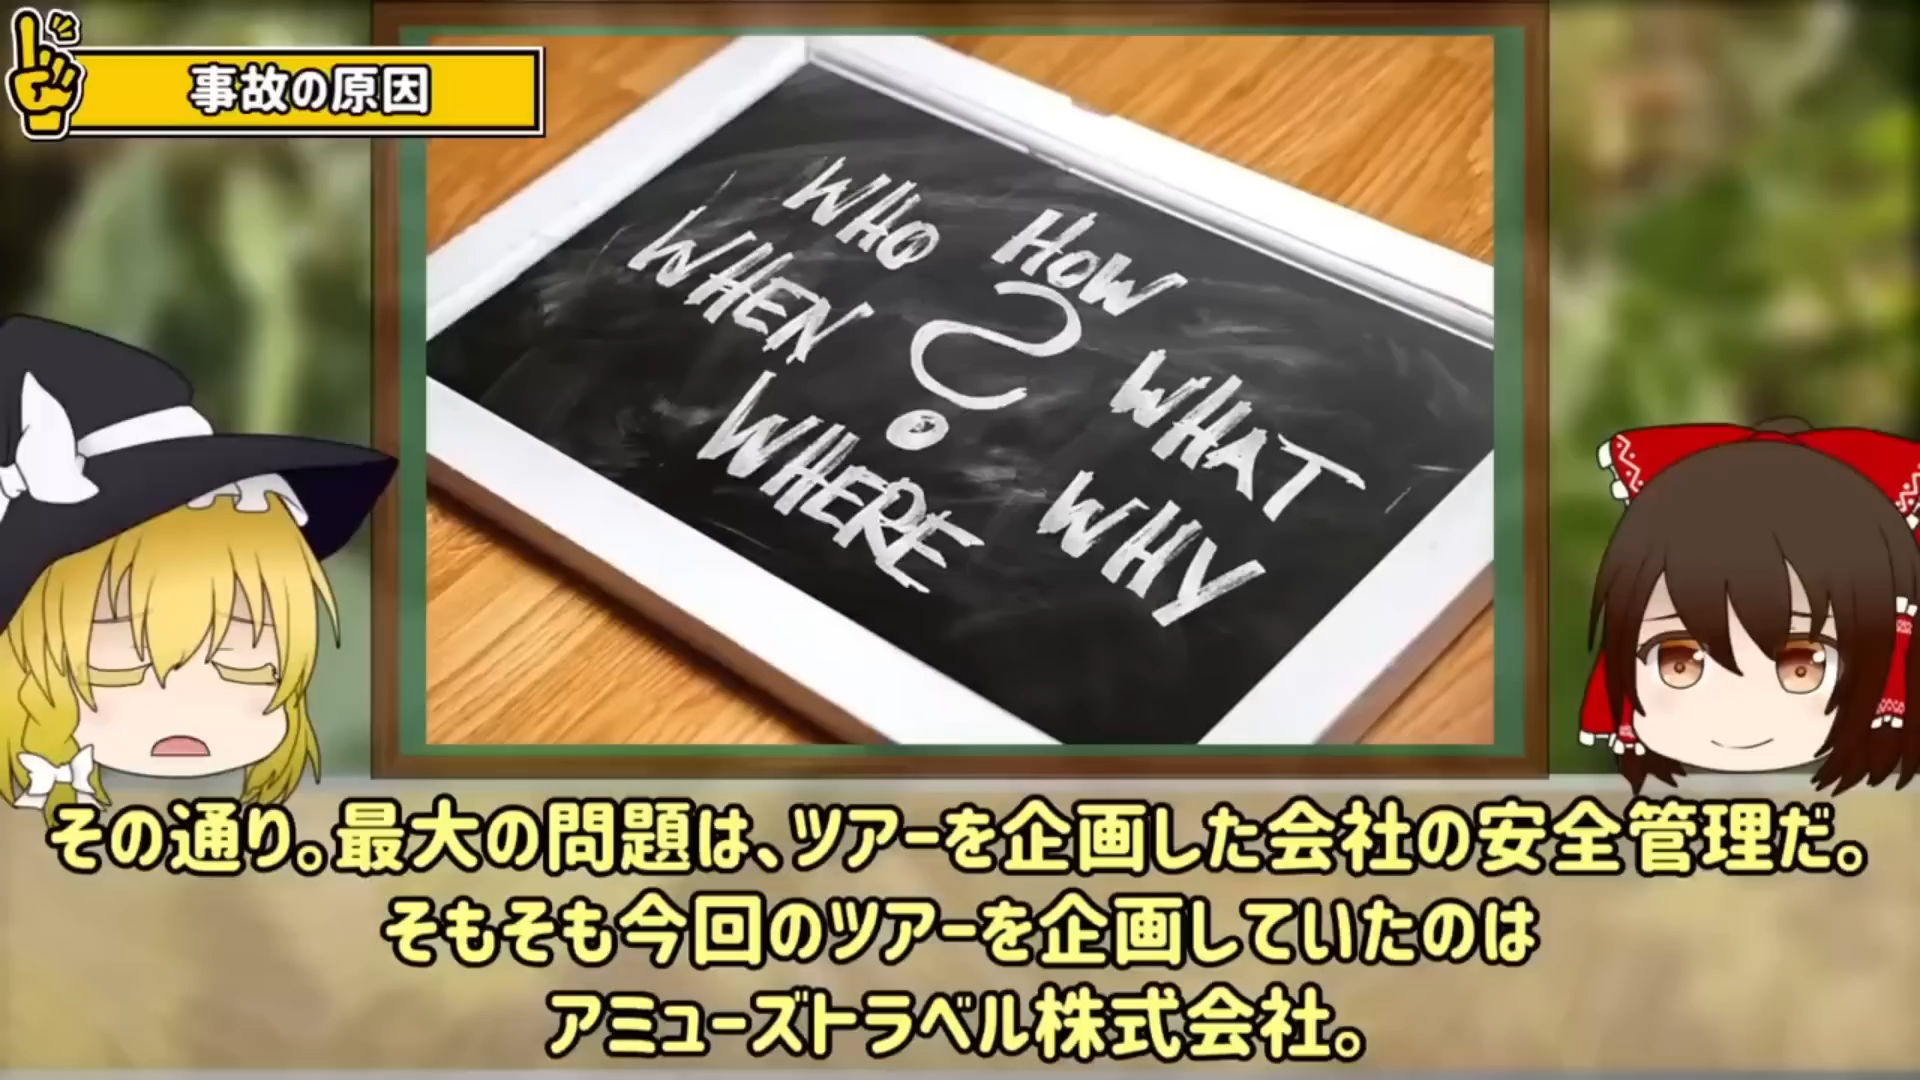 事故の原因
WHO
HOW
WHEN
?
WHAT
WHERE
WHY
その通り。最大の問題は、ツアーを企画した会社の安全管理だ。
そもそも今回のツアーを企画していたのは
アミューズトラベル株式会社。